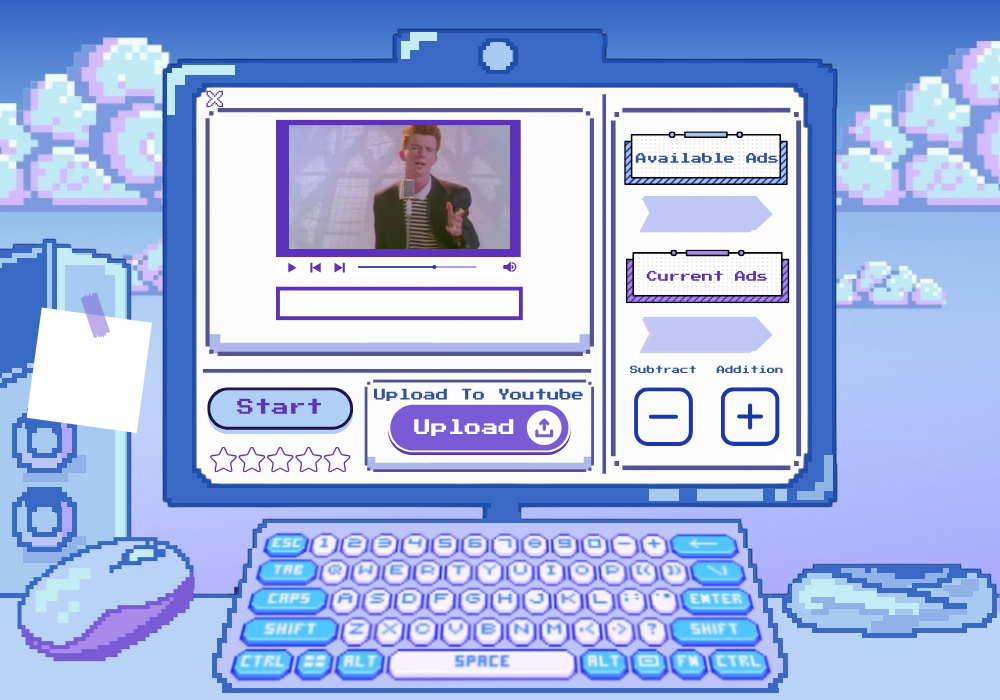 Available Ads
Current Ads
Subtract Addition
Start
Upload To Youtube
Upload
ESC 1 2 3 4 5 6 7 8 9 0 - + ←
TAB Q W E R T Y U I O P [{ ]} \/
CAPS A S D F G H J K L ENTER
SHIFT Z X C V B N M < > ? SHIFT
CTRL ALT SPACE ALT FN CTRL